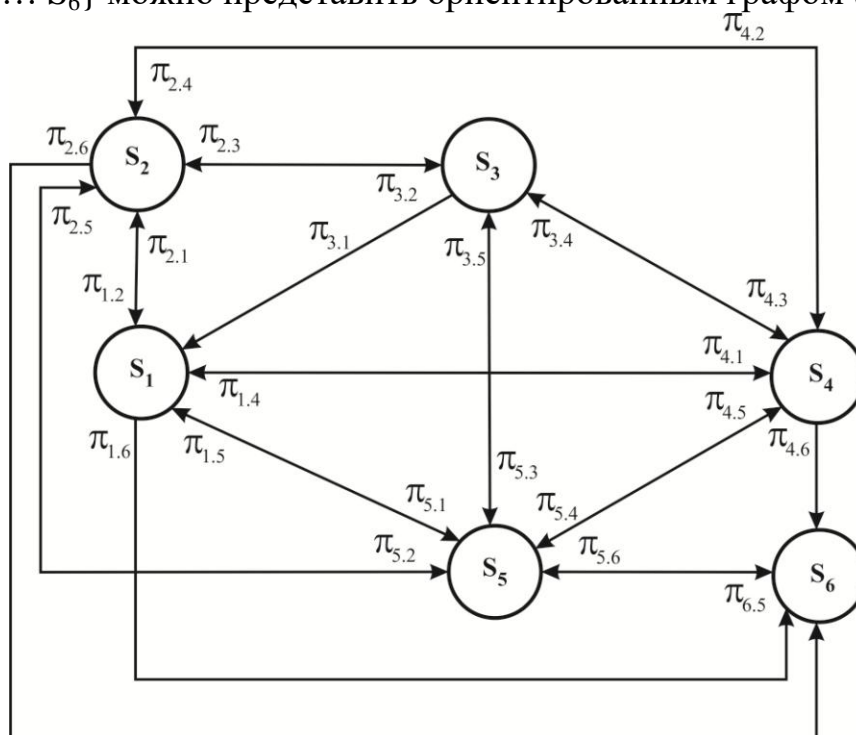 … S₆} можно представить ориентированным графом
π₄.₂
π₂.₄
π₂.₆
S₂
π₂.₃
S₃
π₃.₂
π₂.₅
π₂.₁
π₃.₁
π₃.₅
π₃.₄
π₁.₂
π₄.₃
π₄.₁
S₁
S₄
π₁.₄
π₄.₅
π₁.₆
π₁.₅
π₄.₆
π₅.₃
π₅.₁
π₅.₄
π₅.₂
π₅.₆
S₅
S₆
π₆.₅